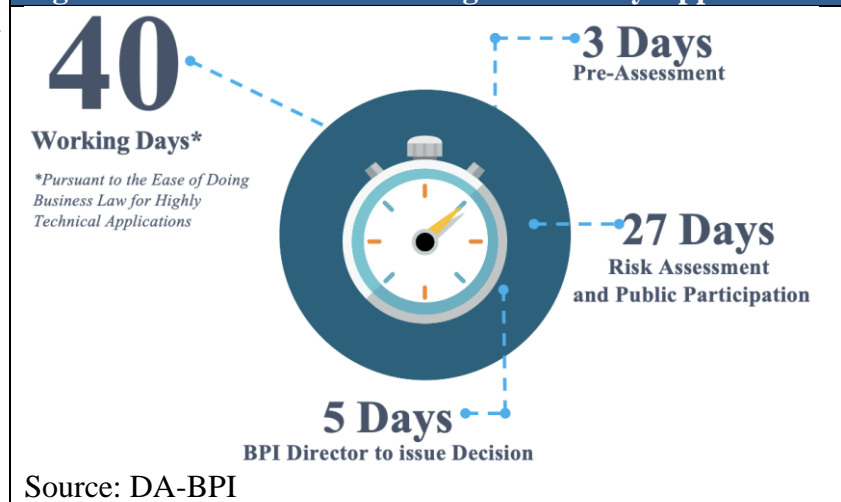 40
Working Days*
*Pursuant to the Ease of Doing
Business Law for Highly
Technical Applications
3 Days
Pre-Assessment
27 Days
Risk Assessment
and Public Participation
5 Days
BPI Director to issue Decision
Source: DA-BPI